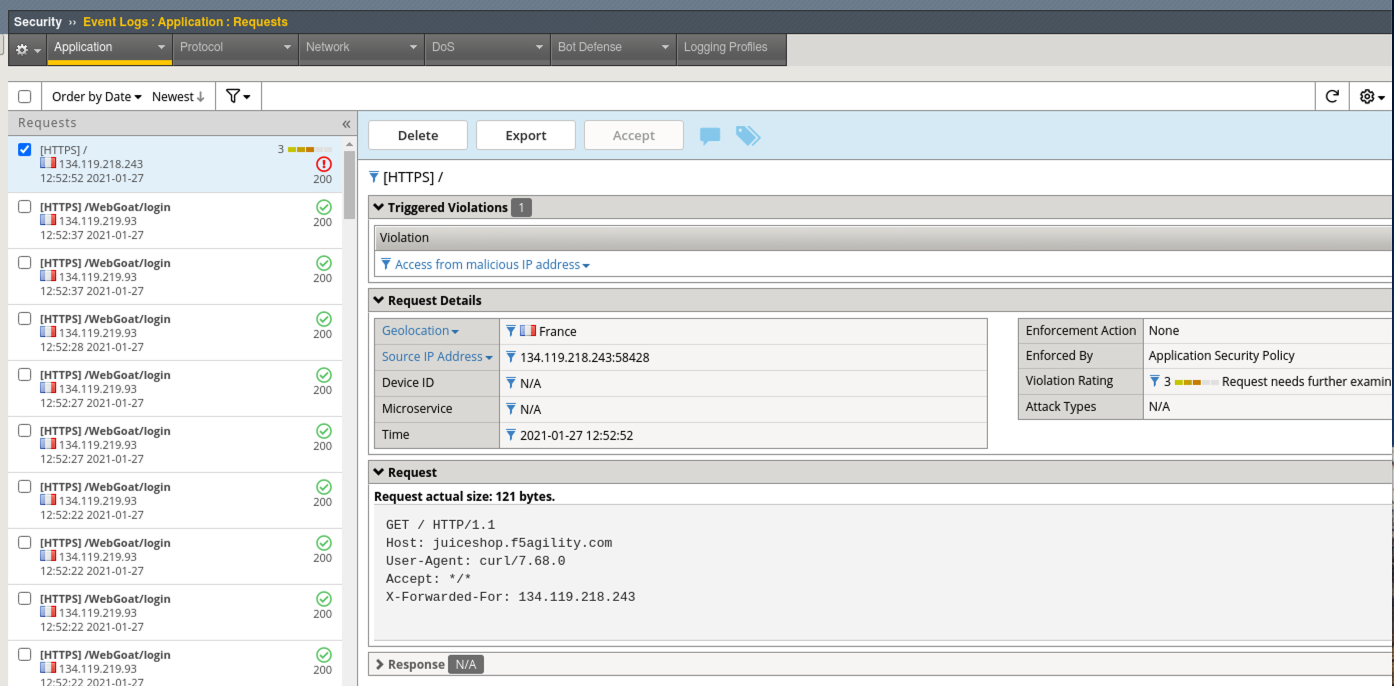 Security ›› Event Logs : Application : Requests
Application Protocol Network DoS Bot Defense Logging Profiles
Order by Date Newest
Requests
[HTTPS] / 3
134.119.218.243
12:52:52 2021-01-27 200
[HTTPS] /WebGoat/login
134.119.219.93 200
12:52:37 2021-01-27
[HTTPS] /WebGoat/login
134.119.219.93 200
12:52:37 2021-01-27
[HTTPS] /WebGoat/login
134.119.219.93 200
12:52:28 2021-01-27
[HTTPS] /WebGoat/login
134.119.219.93 200
12:52:27 2021-01-27
[HTTPS] /WebGoat/login
134.119.219.93 200
12:52:27 2021-01-27
[HTTPS] /WebGoat/login
134.119.219.93 200
12:52:22 2021-01-27
[HTTPS] /WebGoat/login
134.119.219.93 200
12:52:22 2021-01-27
[HTTPS] /WebGoat/login
134.119.219.93 200
12:52:22 2021-01-27
[HTTPS] /WebGoat/login
134.119.219.93 200
12:52:22 2021-01-27
Delete Export Accept
[HTTPS] /
Triggered Violations 1
Violation
Access from malicious IP address
Request Details
Geolocation France
Source IP Address 134.119.218.243:58428
Device ID N/A
Microservice N/A
Time 2021-01-27 12:52:52
Enforcement Action None
Enforced By Application Security Policy
Violation Rating 3 Request needs further examin
Attack Types N/A
Request
Request actual size: 121 bytes.
GET / HTTP/1.1
Host: juiceshop.f5agility.com
User-Agent: curl/7.68.0
Accept: */*
X-Forwarded-For: 134.119.218.243
Response N/A